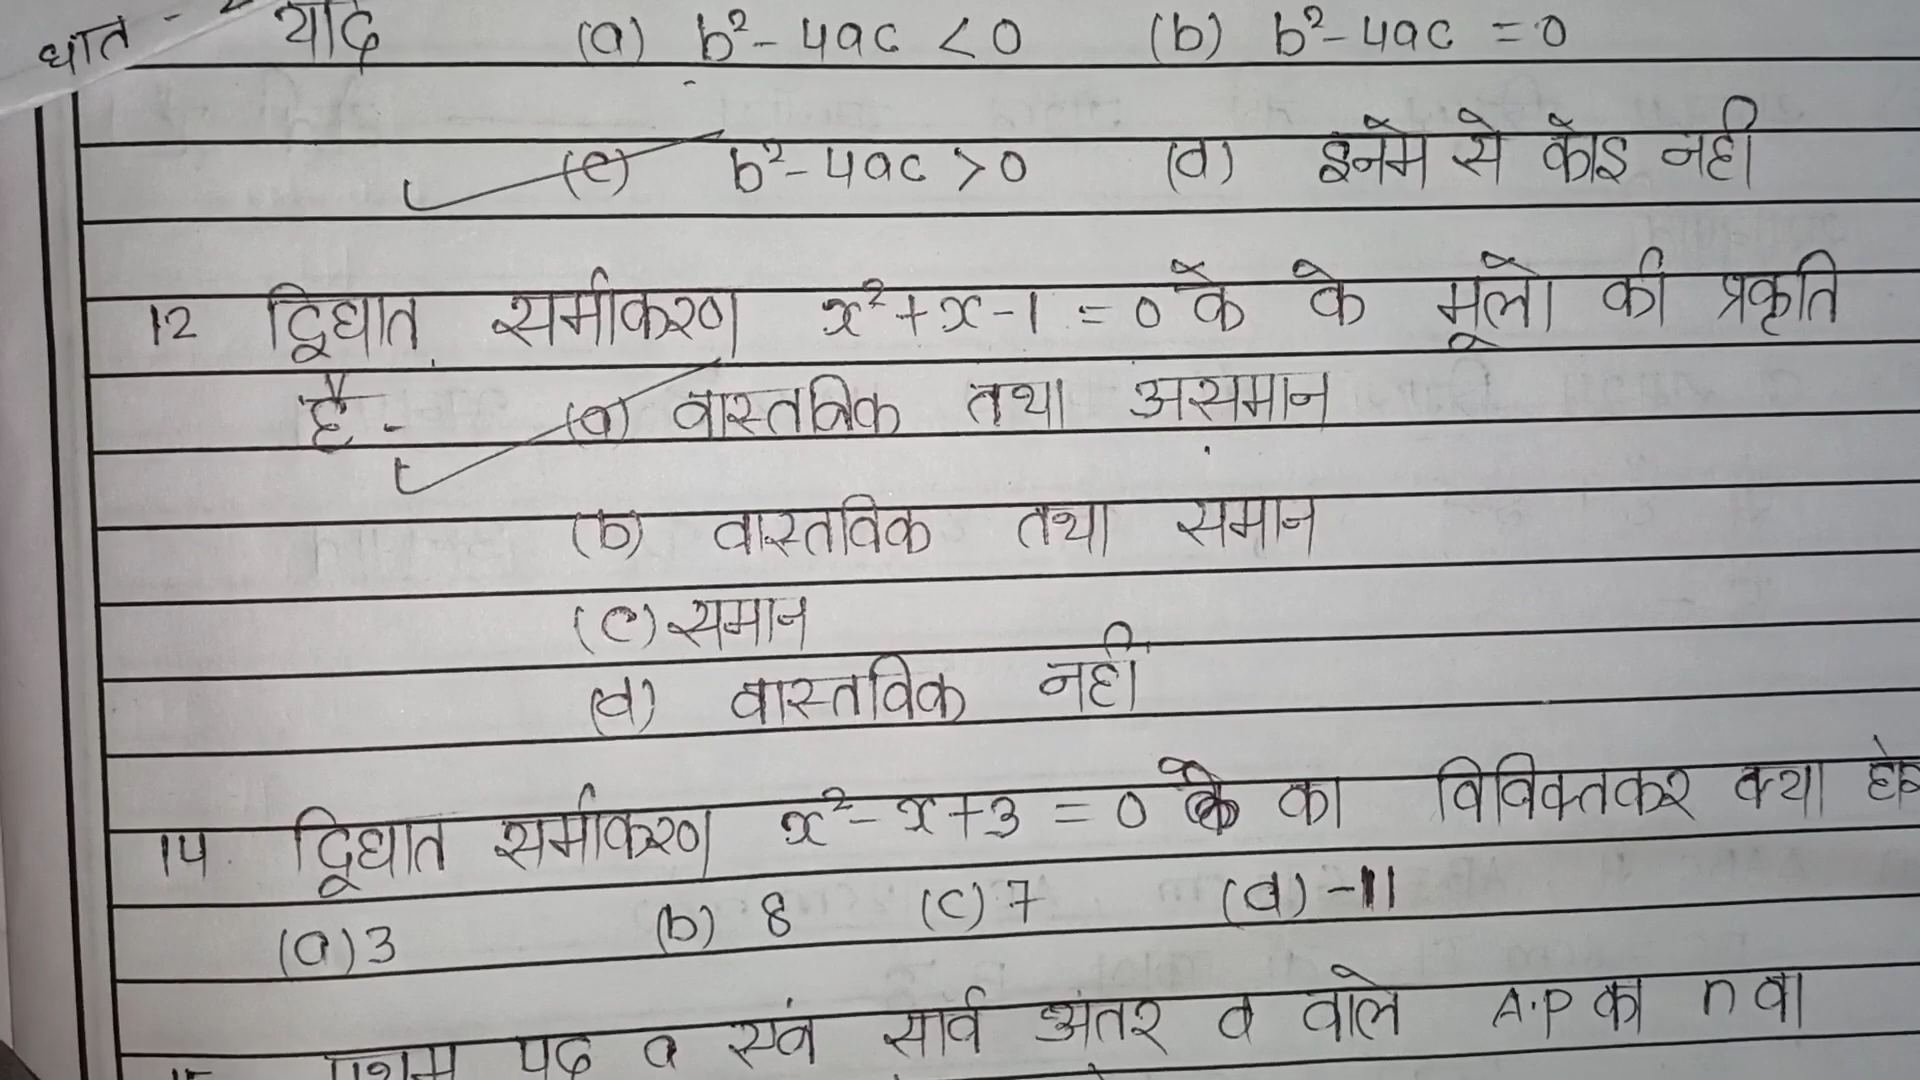 घात - यदि (a) b²- 4ac < 0 (b) b²- 4ac = 0
(c) b²- 4ac > 0 (d) इनमे से कोइ नही
12 द्विघात समीकरण x²+x-1 = 0 के के मूलो की प्रकृति
है - (a) वास्तविक तथा असमान
(b) वास्तविक तथा समान
(c) समान
(d) वास्तविक नही
14 द्विघात समीकरण x²- x+3 = 0 का विविक्तकर क्या
(a) 3 (b) 8 (c) 7 (d) -11
प्रथम पद a एवं सार्व अंतर d वाले A.P का n वा